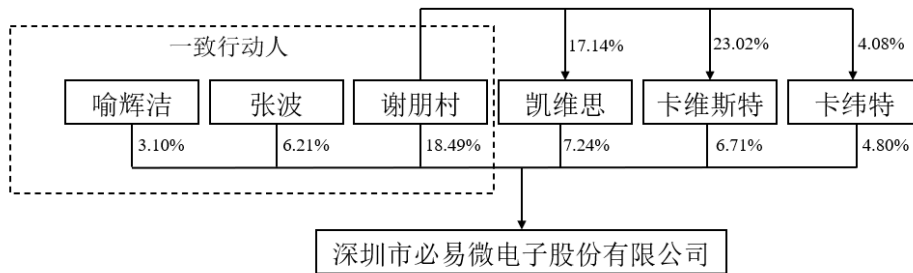 一致行动人
17.14%
23.02%
4.08%
喻辉洁
张波
谢朋村
凯维思
卡维斯特
卡纬特
3.10%
6.21%
18.49%
7.24%
6.71%
4.80%
深圳市必易微电子股份有限公司